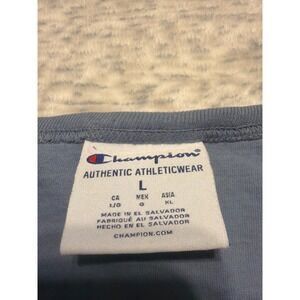 Champion
AUTHENTIC ATHLETICWEAR
L
CA MEX ASIA
L/G G XL
MADE IN EL SALVADOR
FABRIQUÉ AU SALVADOR
HECHO EN EL SALVADOR
CHAMPION.COM